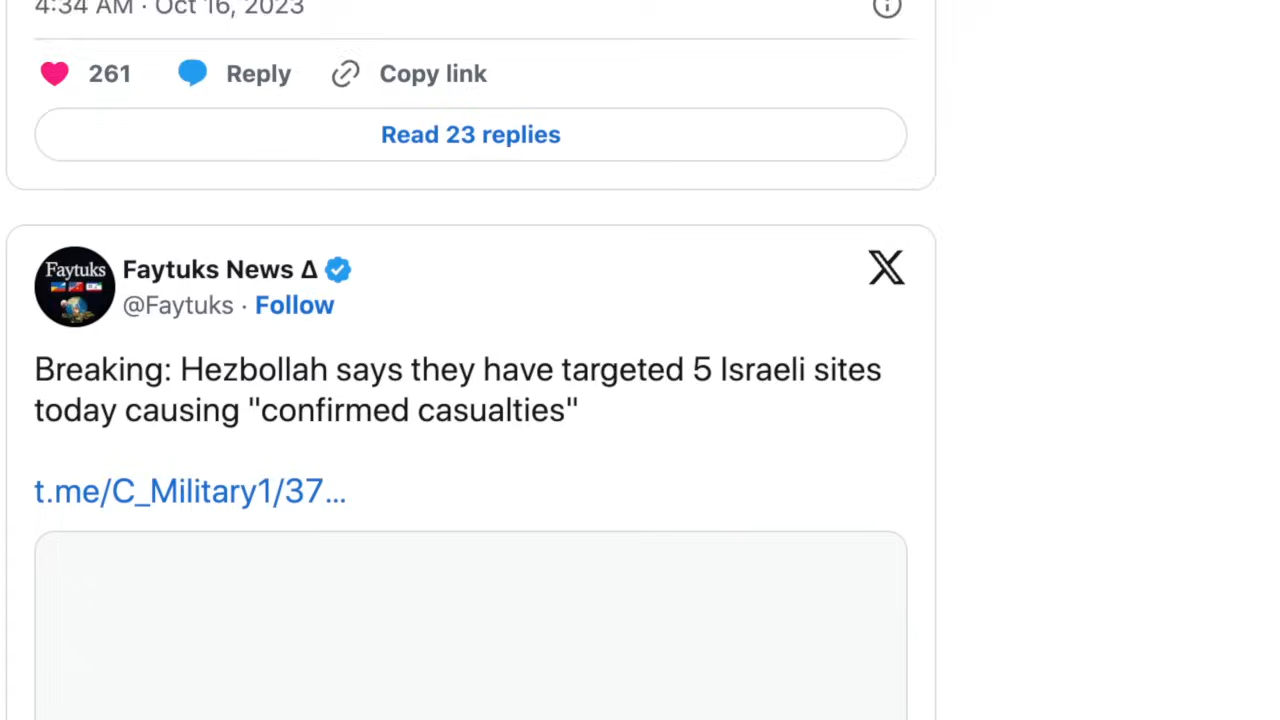 4:34 AM · Oct 16, 2023
261 Reply Copy link
Read 23 replies
Faytuks
Faytuks News Δ
@Faytuks · Follow
Breaking: Hezbollah says they have targeted 5 Israeli sites
today causing "confirmed casualties"
t.me/C_Military1/37…